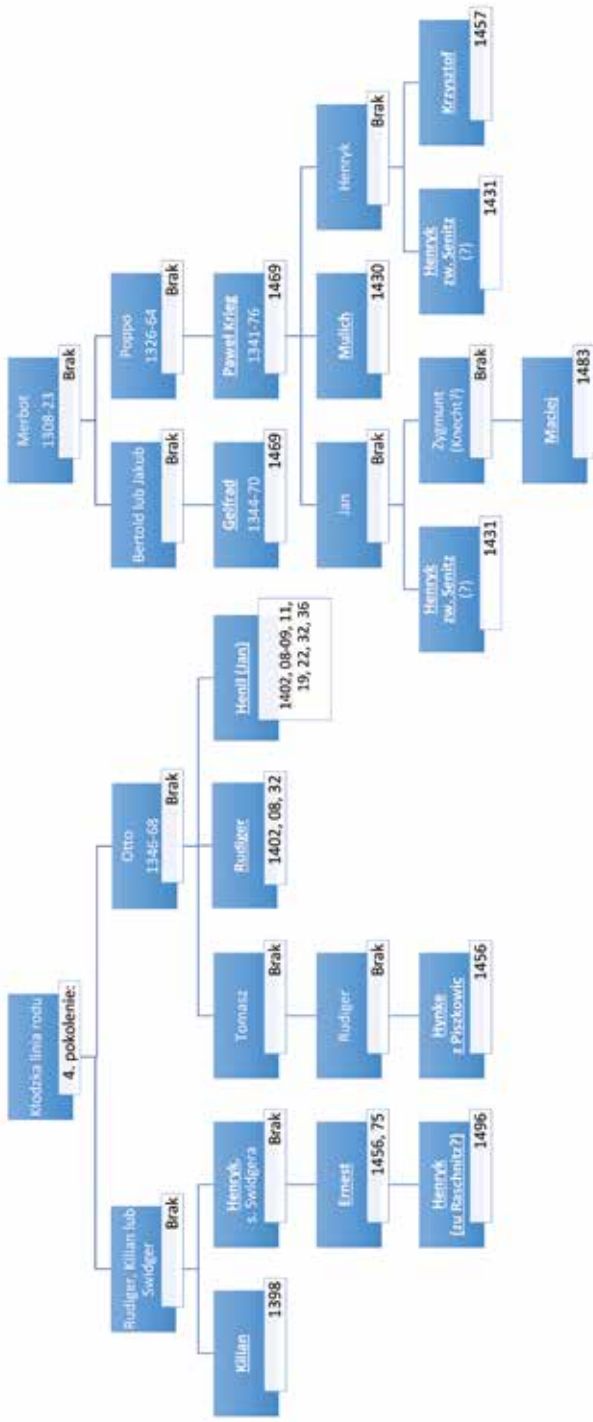 Kłodzka linia rodu
4. pokolenie:
Rudiger, Kilian lub
Swidger
Brak
Otto
1346-68
Brak
Kilian
1398
Henryk,
s. Swidgera
Brak
Tomasz
Brak
Rudiger
1402, 08, 32
Henil (Jan)
1402, 08-09, 11,
19, 22, 32, 36
Ernest
1456, 75
Rudiger
Brak
Henryk
(zu Raschnitz?)
1496
Hynke
z Piszkowic
1456
Merbot
1308-23
Brak
Bertold lub Jakub
Brak
Poppo
1326-64
Brak
Gelfrad
1344-70
1469
Paweł Krieg
1341-76
1469
Jan
Brak
Mulich
1430
Henryk
Brak
Henryk
zw. Senitz
(?)
1431
Zygmunt
(Knecht?)
Brak
Henryk
zw. Senitz
(?)
1431
Krzysztof
1457
Maciej
1483